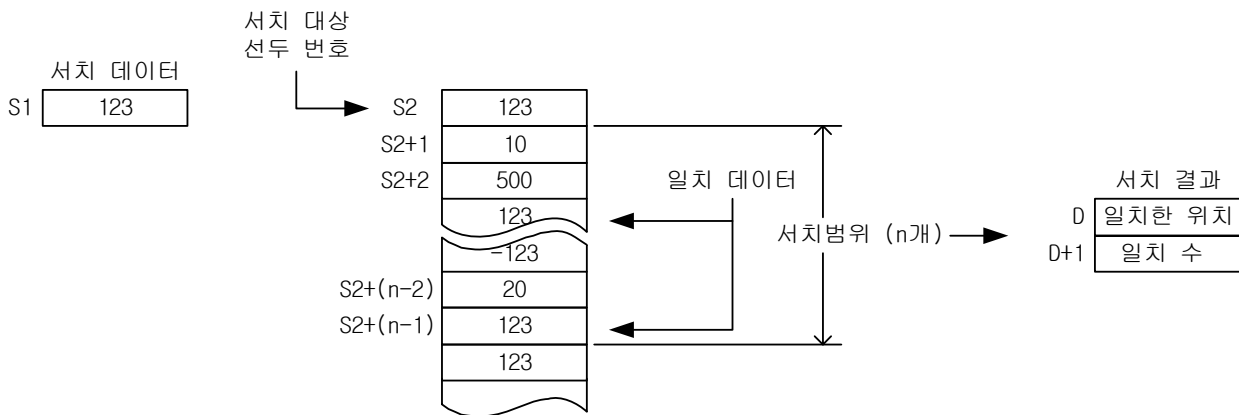 서치 대상
선두 번호
서치 데이터
S1 123
S2 123
S2+1 10
S2+2 500
123
-123
S2+(n-2) 20
S2+(n-1) 123
123
일치 데이터
서치범위 (n개)
서치 결과
D 일치한 위치
D+1 일치 수